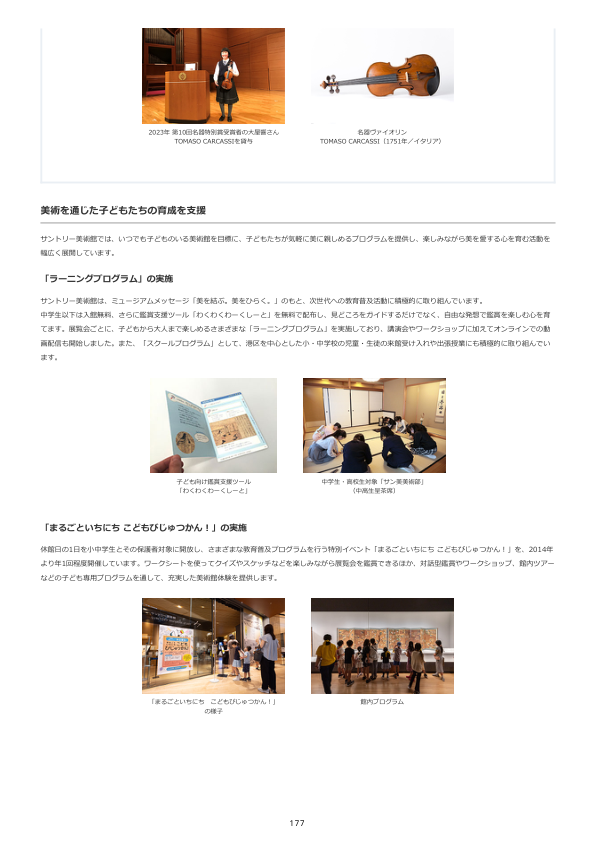 2023年 第10回名器特別賞受賞者の大屋響さん
TOMASO CARCASSIを貸与
名器ヴァイオリン
TOMASO CARCASSI（1751年／イタリア）
美術を通じた子どもたちの育成を支援
サントリー美術館では、いつでも子どものいる美術館を目標に、子どもたちが気軽に美に親しめるプログラムを提供し、楽しみながら美を愛する心を育む活動を
幅広く展開しています。
「ラーニングプログラム」の実施
サントリー美術館は、ミュージアムメッセージ「美を結ぶ。美をひらく。」のもと、次世代への教育普及活動に積極的に取り組んでいます。
中学生以下は入館無料、さらに鑑賞支援ツール「わくわくわーくしーと」を無料で配布し、見どころをガイドするだけでなく、自由な発想で鑑賞を楽しむ心を育
てます。展覧会ごとに、子どもから大人まで楽しめるさまざまな「ラーニングプログラム」を実施しており、講演会やワークショップに加えてオンラインでの動
画配信も開始しました。また、「スクールプログラム」として、港区を中心とした小・中学校の児童・生徒の来館受け入れや出張授業にも積極的に取り組んでい
ます。
子ども向け鑑賞支援ツール
「わくわくわーくしーと」
中学生・高校生対象「サン美美術部」
（中高生呈茶席）
「まるごといちにち こどもびじゅつかん！」の実施
休館日の1日を小中学生とその保護者対象に開放し、さまざまな教育普及プログラムを行う特別イベント「まるごといちにち こどもびじゅつかん！」を、2014年
より年1回程度開催しています。ワークシートを使ってクイズやスケッチなどを楽しみながら展覧会を鑑賞できるほか、対話型鑑賞やワークショップ、館内ツアー
などの子ども専用プログラムを通して、充実した美術館体験を提供します。
「まるごといちにち　こどもびじゅつかん！」
の様子
館内プログラム
177